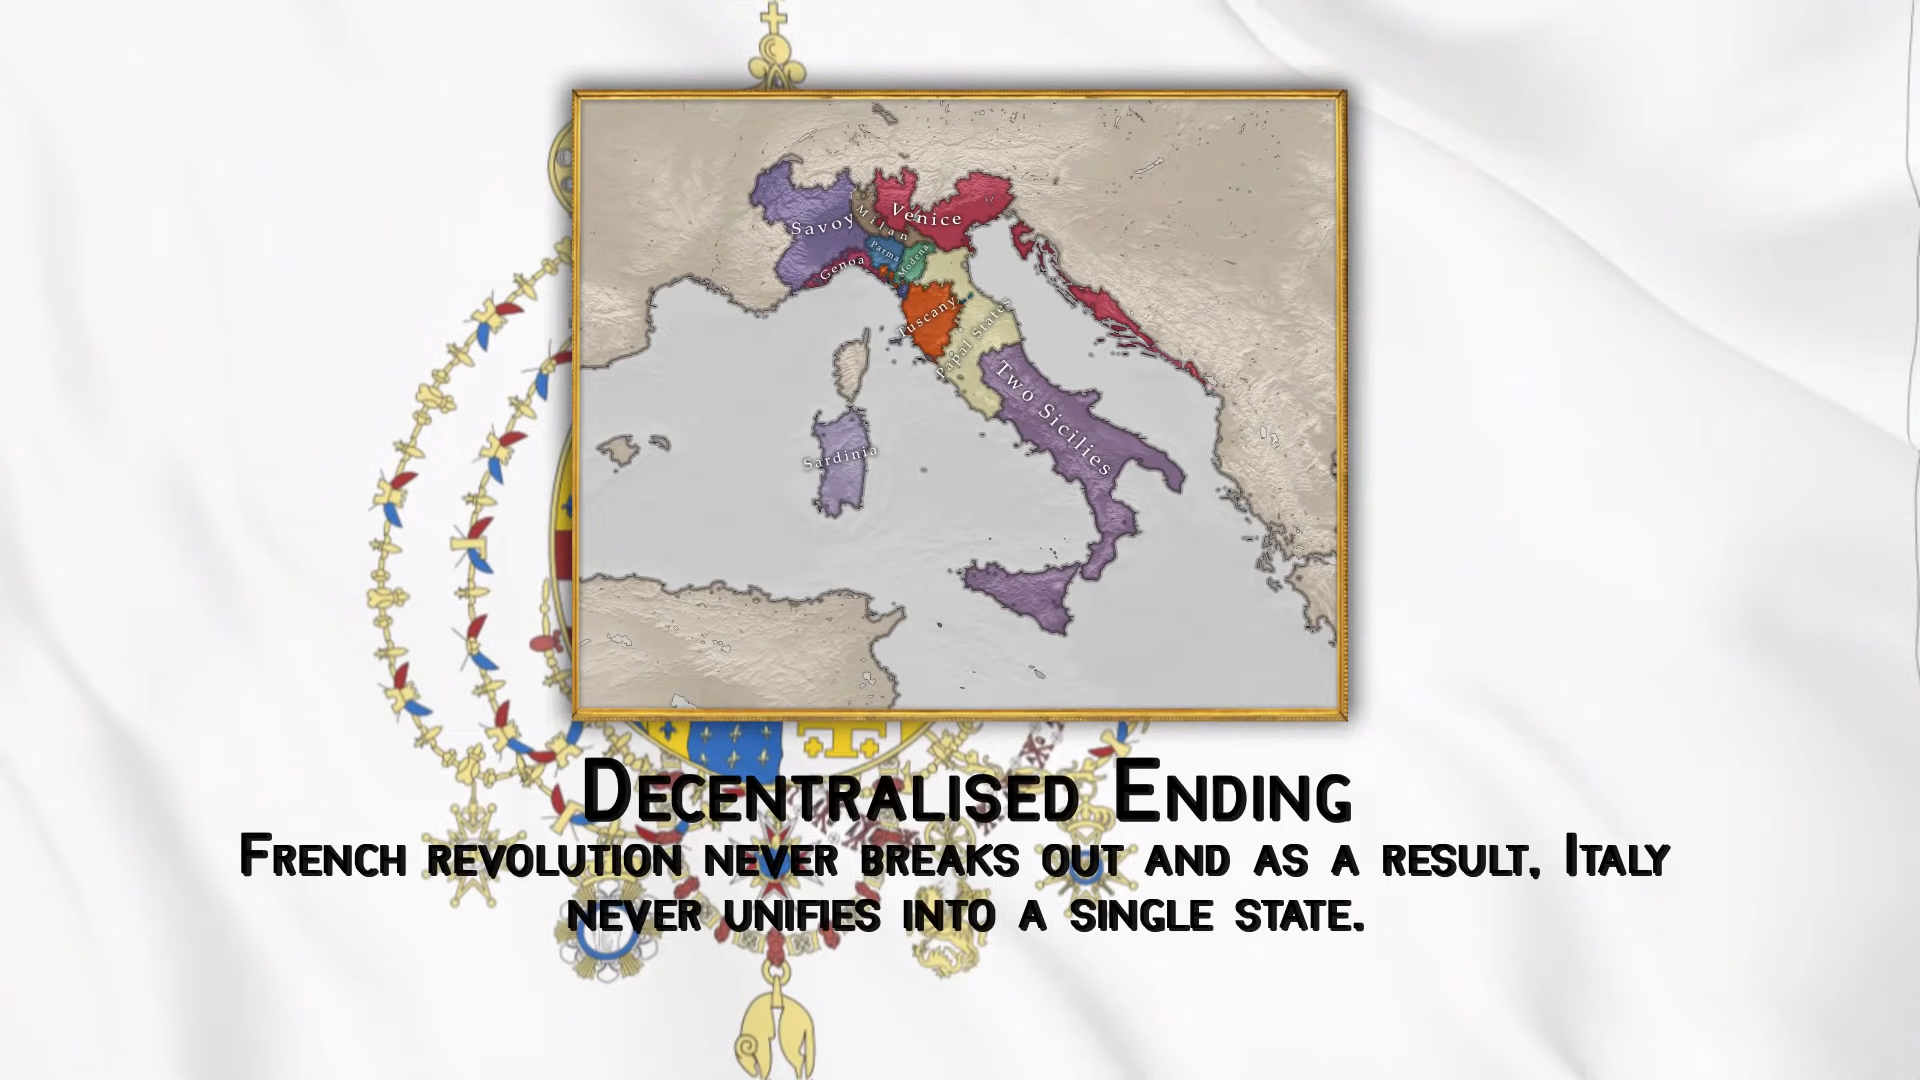 Savoy
Milan
Venice
Parma
Modena
Genoa
Tuscany
Papal States
Two Sicilies
Sardinia
Decentralised Ending
French revolution never breaks out and as a result, Italy
never unifies into a single state.